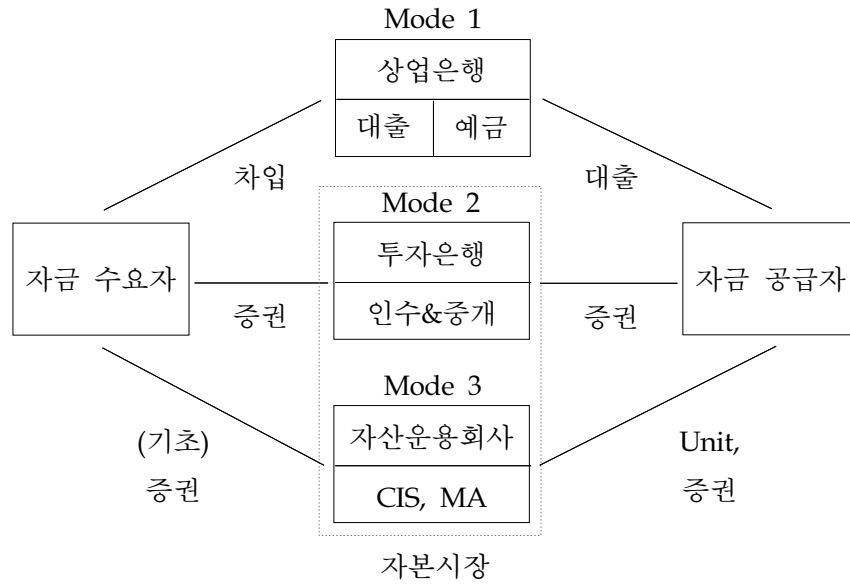 Mode 1
상업은행
대출 예금
차입 대출
Mode 2
자금 수요자 투자은행 자금 공급자
증권 인수&중개 증권
Mode 3
(기초) 자산운용회사 Unit,
증권 CIS, MA 증권
자본시장